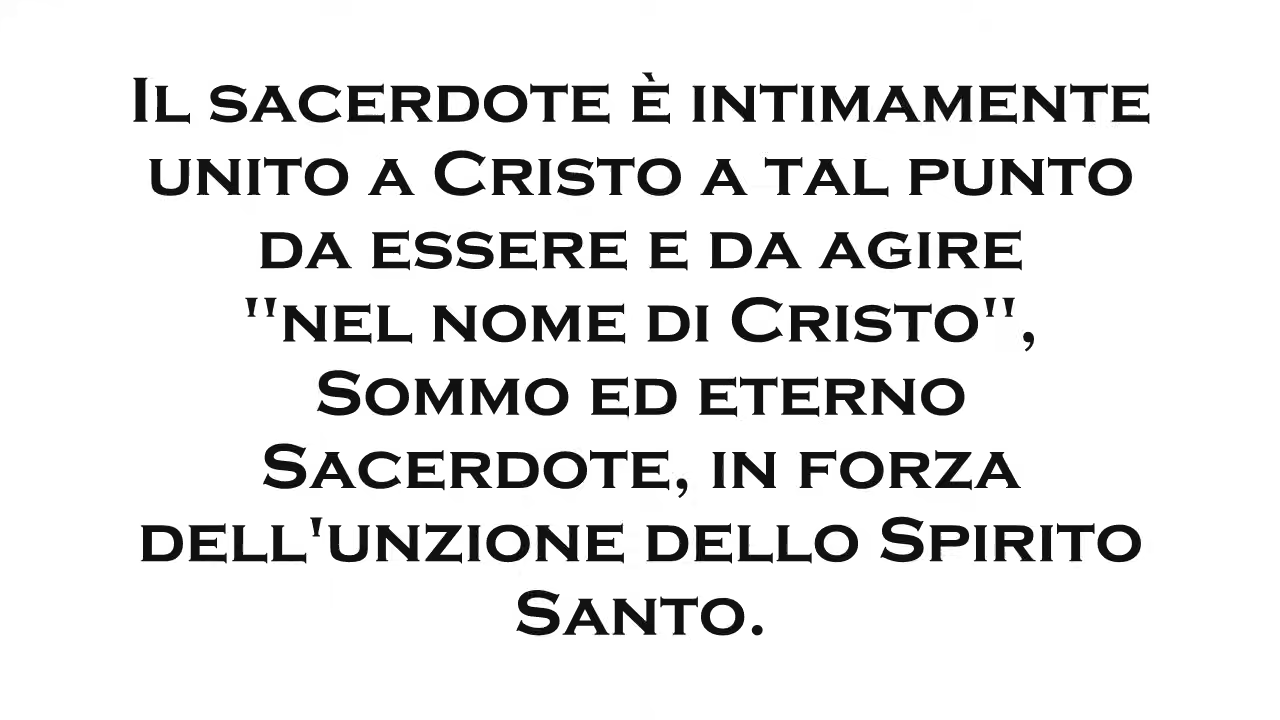 Il sacerdote è intimamente
unito a Cristo a tal punto
da essere e da agire
"nel nome di Cristo",
Sommo ed eterno
Sacerdote, in forza
dell'unzione dello Spirito
Santo.